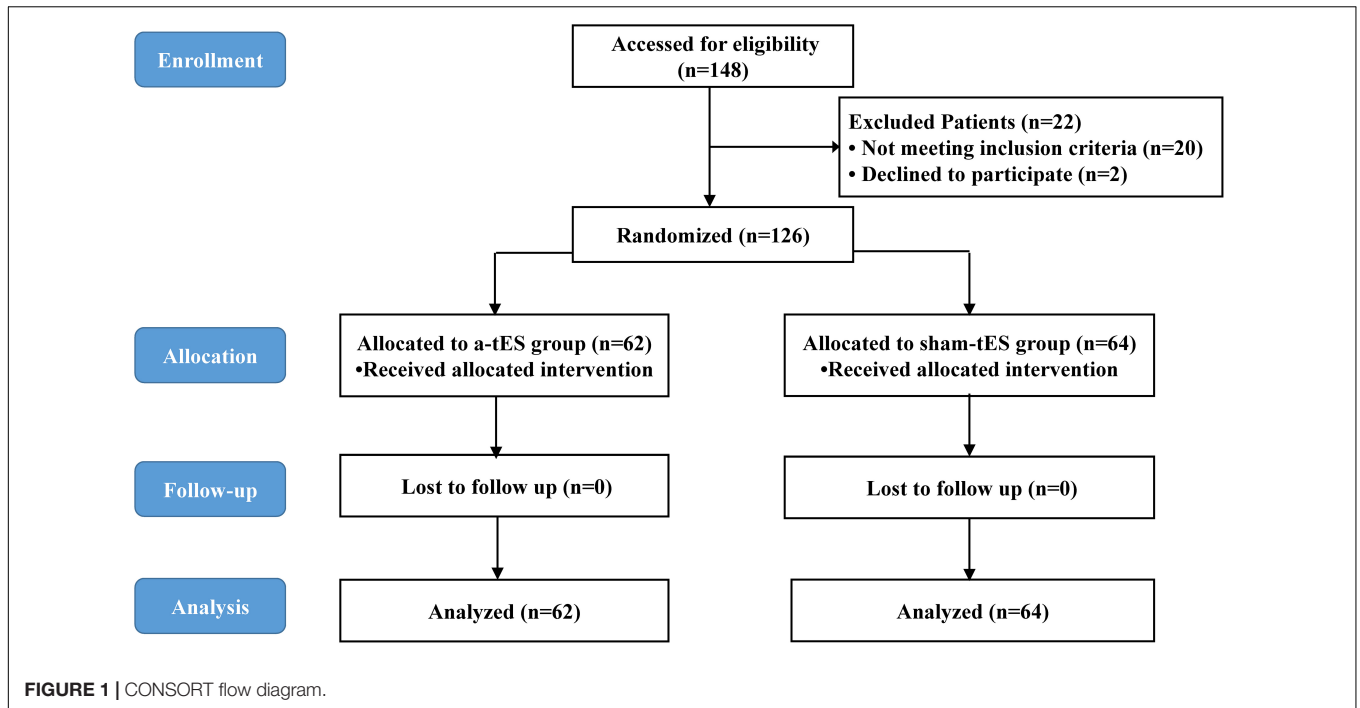 Enrollment
Accessed for eligibility
(n=148)
Excluded Patients (n=22)
• Not meeting inclusion criteria (n=20)
• Declined to participate (n=2)
Randomized (n=126)
Allocation
Allocated to a-tES group (n=62)
•Received allocated intervention
Allocated to sham-tES group (n=64)
•Received allocated intervention
Follow-up
Lost to follow up (n=0)
Lost to follow up (n=0)
Analysis
Analyzed (n=62)
Analyzed (n=64)
FIGURE 1 | CONSORT flow diagram.